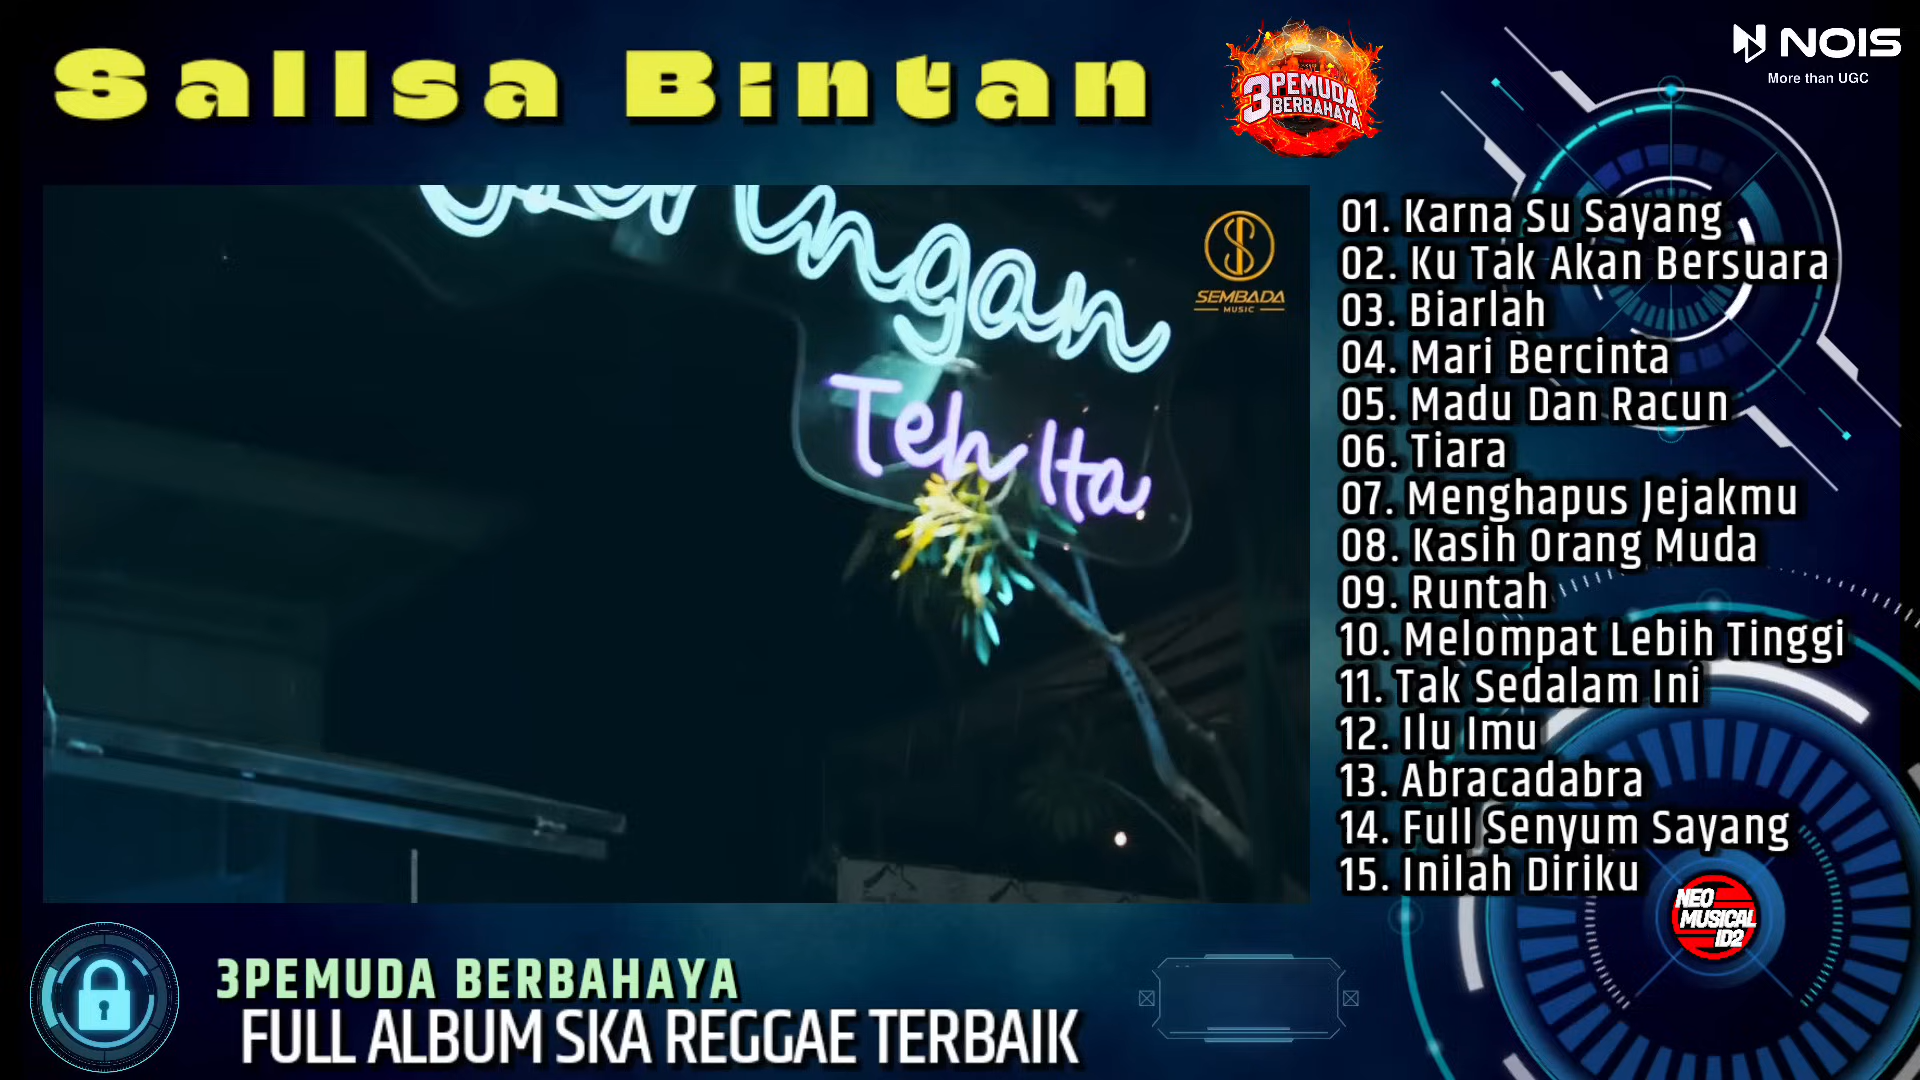 Sallsa Bintan
3PEMUDA
BERBAHAYA
NOIS
More than UGC
Teh Ita
SEMBADA
MUSIC
01. Karna Su Sayang
02. Ku Tak Akan Bersuara
03. Biarlah
04. Mari Bercinta
05. Madu Dan Racun
06. Tiara
07. Menghapus Jejakmu
08. Kasih Orang Muda
09. Runtah
10. Melompat Lebih Tinggi
11. Tak Sedalam Ini
12. Ilu Imu
13. Abracadabra
14. Full Senyum Sayang
15. Inilah Diriku
NEO
MUSICAL
ID2
3PEMUDA BERBAHAYA
FULL ALBUM SKA REGGAE TERBAIK